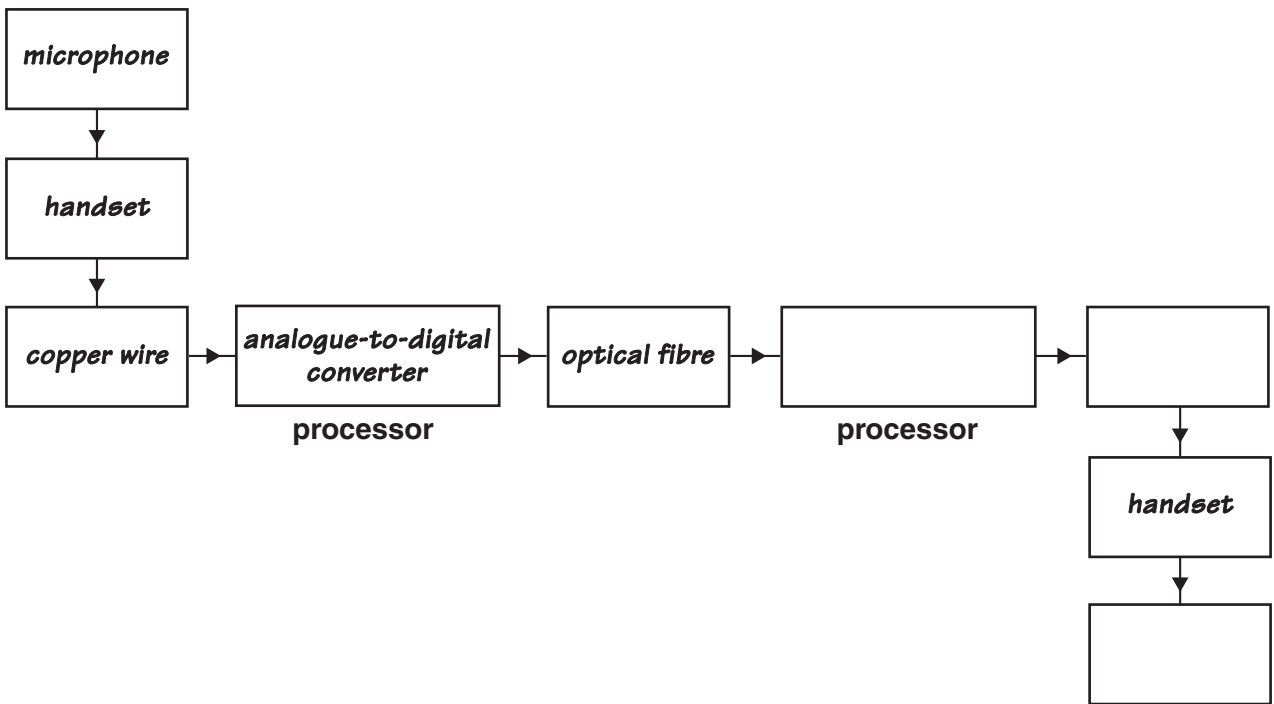 microphone
handset
copper wire
analogue-to-digital
converter
processor
optical fibre
processor
handset